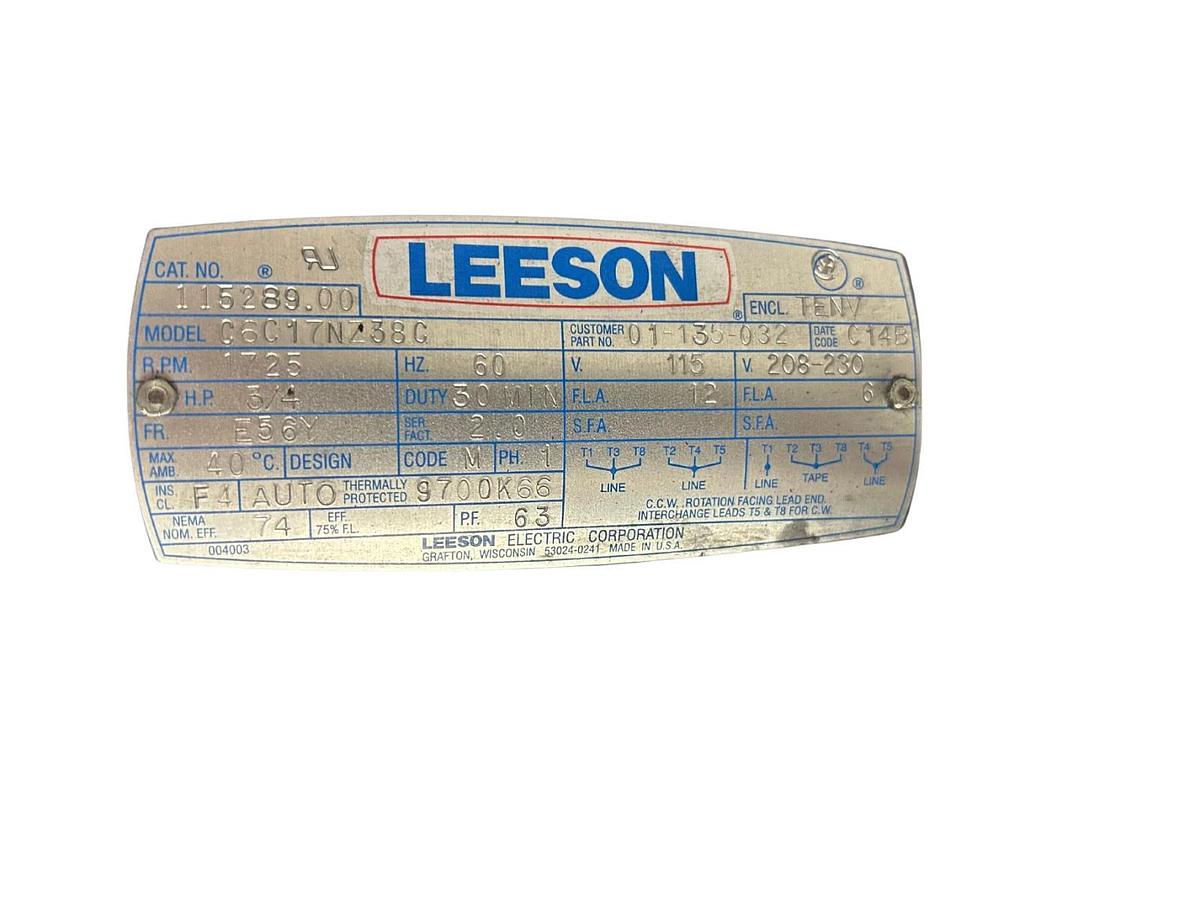 LEESON ®
CAT. NO. ®
115289.00
ENCL. TENV ®
MODEL C6C17NZ38G
CUSTOMER PART NO. 01-135-032
DATE CODE C14B
R.P.M. 1725 HZ. 60 V. 115 V. 208-230
H.P. 3/4 DUTY 30 MIN F.L.A. 12 F.L.A. 6
FR. E56Y SER. FACT. 2.0 S.F.A. S.F.A.
MAX. AMB. 40 °C. DESIGN CODE M PH. 1
T1 T3 T8 T2 T4 T5 T1 T2 T3 T8 T4 T5
LINE LINE LINE TAPE LINE
INS. CL. F4 AUTO THERMALLY PROTECTED 9700K66
C.C.W. ROTATION FACING LEAD END.
INTERCHANGE LEADS T5 & T8 FOR C.W.
NEMA NOM. EFF. 74 EFF. 75% F.L. P.F. 63
004003
LEESON ELECTRIC CORPORATION
GRAFTON, WISCONSIN 53024-0241 MADE IN U.S.A.